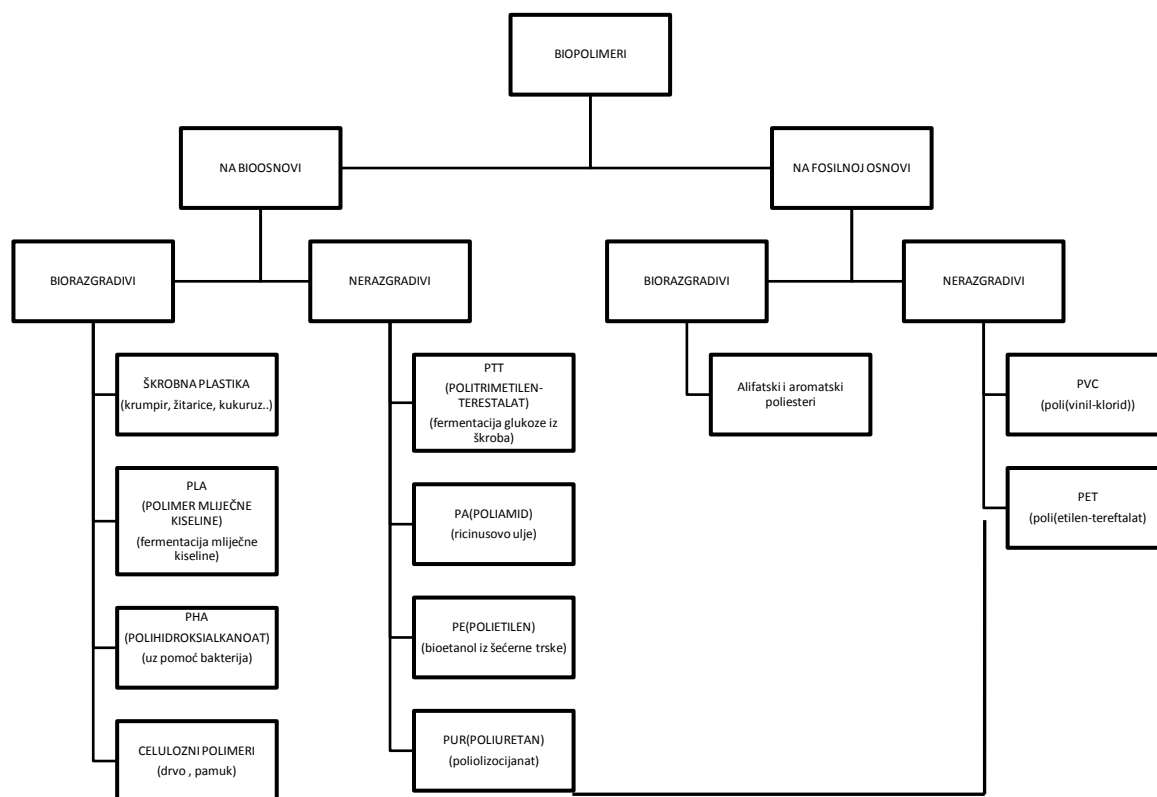 BIOPOLIMERI
NA BIOOSNOVI
NA FOSILNOJ OSNOVI
BIORAZGRADIVI
NERAZGRADIVI
BIORAZGRADIVI
NERAZGRADIVI
ŠKROBNA PLASTIKA
(krumpir, žitarice, kukuruz..)
PLA
(POLIMER MLIJEČNE
KISELINE)
(fermentacija mliječne
kiseline)
PHA
(POLIHIDROKSIALKANOAT)
(uz pomoć bakterija)
CELULOZNI POLIMERI
(drvo , pamuk)
PTT
(POLITRIMETILEN-
TERESTALAT)
(fermentacija glukoze iz
škroba)
PA(POLIAMID)
(ricinusovo ulje)
PE(POLIETILEN)
(bioetanol iz šećerne trske)
PUR(POLIURETAN)
(poliolizocijanat)
Alifatski i aromatski
poliesteri
PVC
(poli(vinil-klorid))
PET
(poli(etilen-tereftalat)